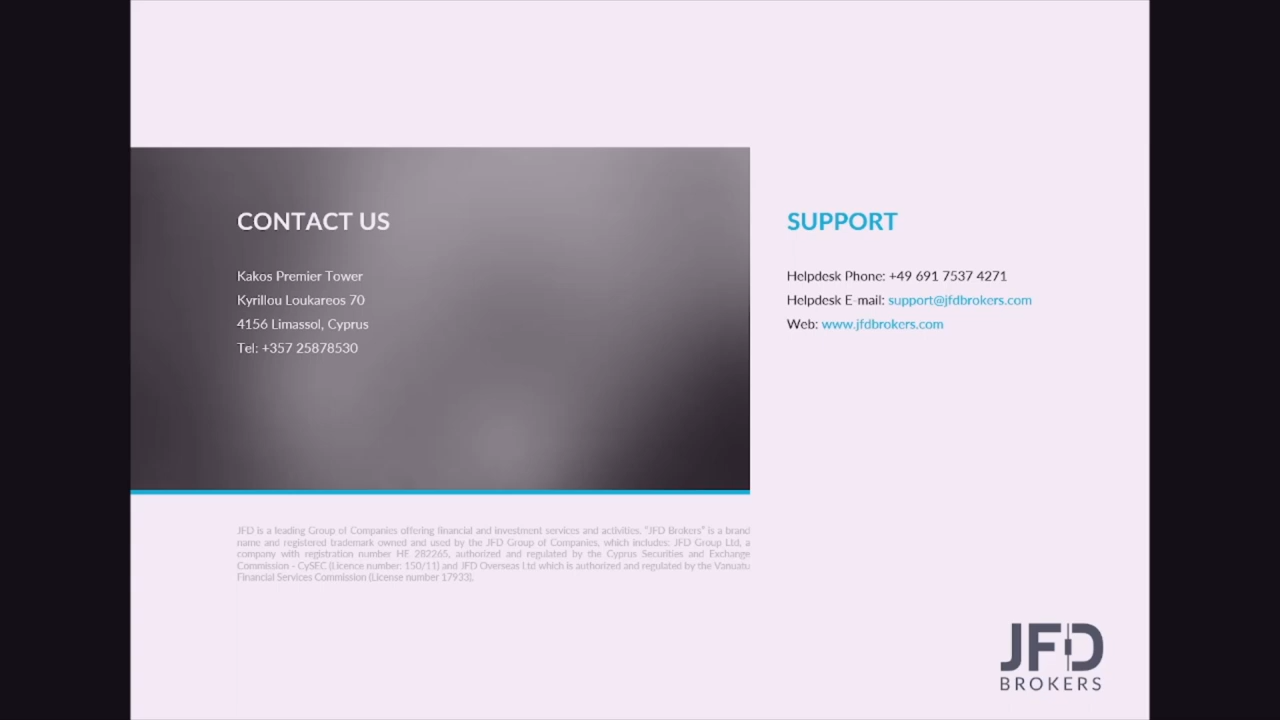 CONTACT US
Kakos Premier Tower
Kyrillou Loukareos 70
4156 Limassol, Cyprus
Tel: +357 25878530
SUPPORT
Helpdesk Phone: +49 691 7537 4271
Helpdesk E-mail: support@jfdbrokers.com
Web: www.jfdbrokers.com
JFD is a leading Group of Companies offering financial and investment services and activities. "JFD Brokers" is a brand
name and registered trademark owned and used by the JFD Group of Companies, which includes: JFD Group Ltd, a
company with registration number HE 282265, authorized and regulated by the Cyprus Securities and Exchange
Commission - CySEC (Licence number: 150/11) and JFD Overseas Ltd which is authorized and regulated by the Vanuatu
Financial Services Commission (License number 17933).
JFD
BROKERS